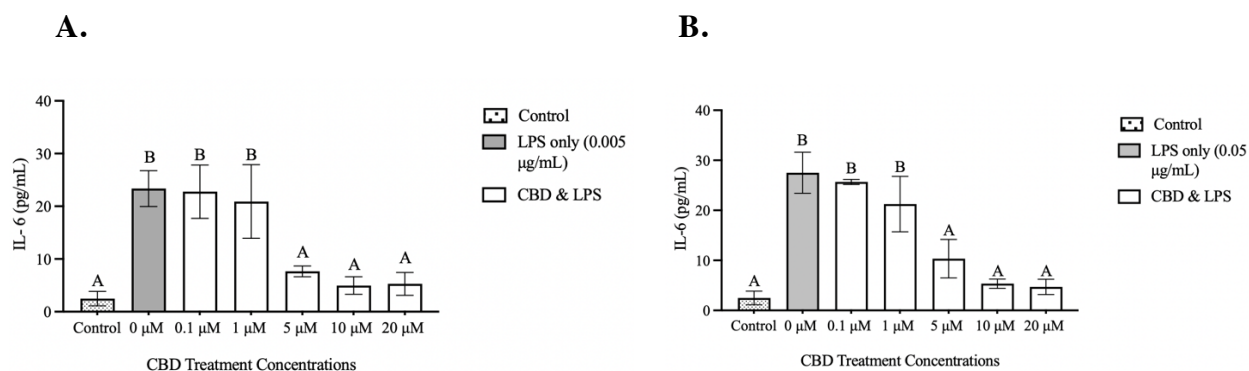 A.
40
30
20
10
0
IL- 6 (pg/mL)
A
B
B
B
A
A
A
Control
0 μM
0.1 μM
1 μM
5 μM
10 μM
20 μM
CBD Treatment Concentrations
Control
LPS only (0.005
μg/mL)
CBD & LPS
B.
40
30
20
10
0
IL-6 (pg/mL)
A
B
B
B
A
A
A
Control
0 μM
0.1 μM
1 μM
5 μM
10 μM
20 μM
CBD Treatment Concentrations
Control
LPS only (0.05
μg/mL)
CBD & LPS